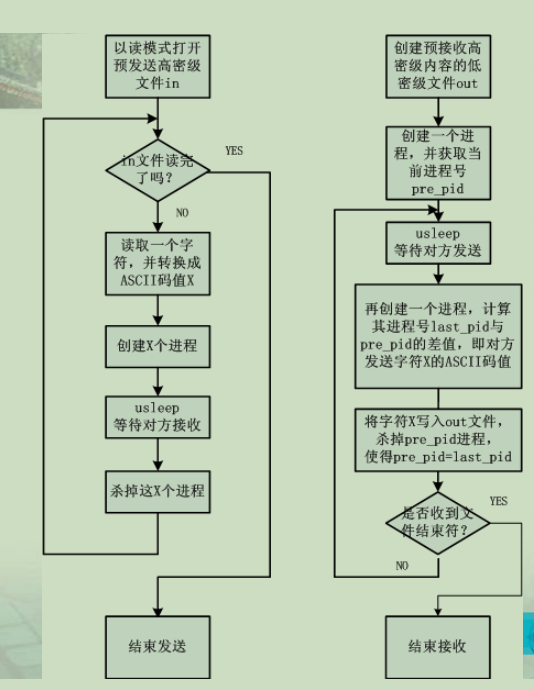 以读模式打开
预发送高密级
文件in
in文件读完
了吗?
YES
NO
读取一个字
符，并转换成
ASCII码值X
创建X个进程
usleep
等待对方接收
杀掉这X个进程
结束发送
创建预接收高
密级内容的低
密级文件out
创建一个进
程，并获取当
前进程号
pre_pid
usleep
等待对方发送
再创建一个进程，计算
其进程号last_pid与
pre_pid的差值，即对方
发送字符X的ASCII码值
将字符X写入out文件，
杀掉pre_pid进程，
使得pre_pid=last_pid
是否收到文
件结束符?
YES
NO
结束接收